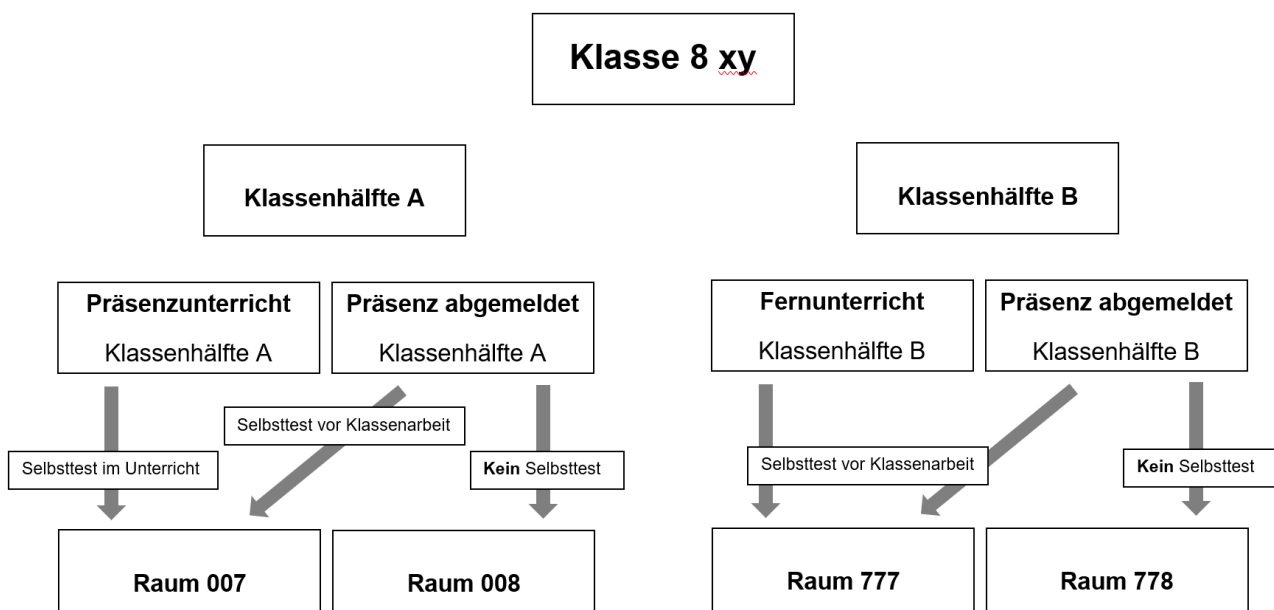 Klasse 8 xy
Klassenhälfte A
Klassenhälfte B
Präsenzunterricht
Klassenhälfte A
Präsenz abgemeldet
Klassenhälfte A
Fernunterricht
Klassenhälfte B
Präsenz abgemeldet
Klassenhälfte B
Selbsttest im Unterricht
Selbsttest vor Klassenarbeit
Kein Selbsttest
Selbsttest vor Klassenarbeit
Kein Selbsttest
Raum 007
Raum 008
Raum 777
Raum 778